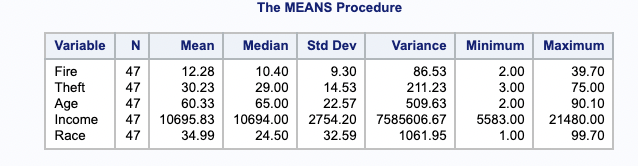 The MEANS Procedure
Variable N Mean Median Std Dev Variance Minimum Maximum
Fire 47 12.28 10.40 9.30 86.53 2.00 39.70
Theft 47 30.23 29.00 14.53 211.23 3.00 75.00
Age 47 60.33 65.00 22.57 509.63 2.00 90.10
Income 47 10695.83 10694.00 2754.20 7585606.67 5583.00 21480.00
Race 47 34.99 24.50 32.59 1061.95 1.00 99.70